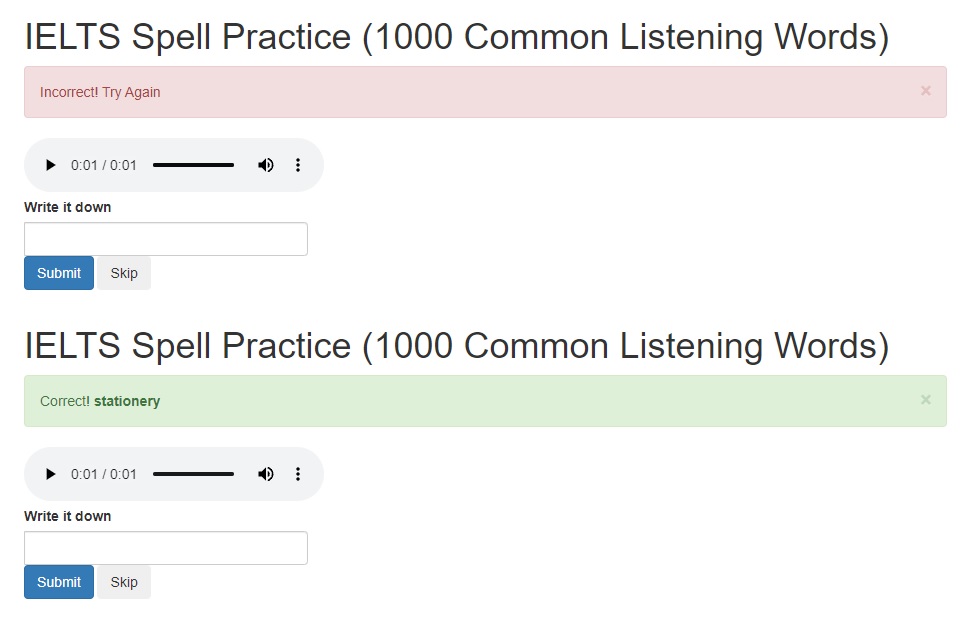 IELTS Spell Practice (1000 Common Listening Words)
Incorrect! Try Again ×
0:01 / 0:01
Write it down
Submit Skip
IELTS Spell Practice (1000 Common Listening Words)
Correct! stationery ×
0:01 / 0:01
Write it down
Submit Skip